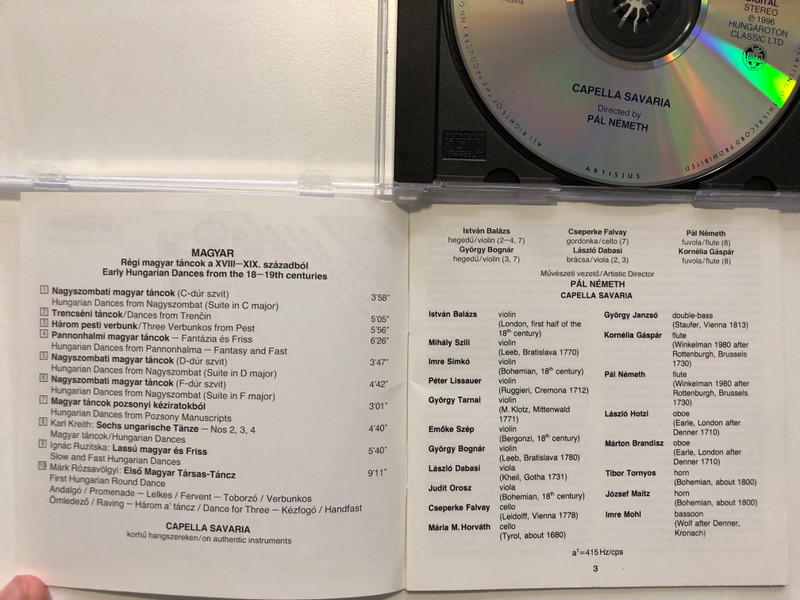 DIGITAL
STEREO
℗ 1996
HUNGAROTON
CLASSIC LTD
CAPELLA SAVARIA
Directed by
PÁL NÉMETH
ARTISJUS
MAGYAR
Régi magyar táncok a XVIII–XIX. századból
Early Hungarian Dances from the 18–19th centuries
1 Nagyszombati magyar táncok (C-dúr szvit)
Hungarian Dances from Nagyszombat (Suite in C major) 3'58"
2 Trencséni táncok/Dances from Trenčin 5'05"
3 Három pesti verbunk/Three Verbunkos from Pest 5'56"
4 Pannonhalmi magyar táncok – Fantázia és Friss 6'26"
Hungarian Dances from Pannonhalma – Fantasy and Fast
5 Nagyszombati magyar táncok (D-dúr szvit) 3'47"
Hungarian Dances from Nagyszombat (Suite in D major)
6 Nagyszombati magyar táncok (F-dúr szvit) 4'42"
Hungarian Dances from Nagyszombat (Suite in F major)
7 Magyar táncok pozsonyi kéziratokból 3'01"
Hungarian Dances from Pozsony Manuscripts
8 Karl Kreith: Sechs ungarische Tänze – Nos 2, 3, 4 4'40"
Magyar táncok/Hungarian Dances
9 Ignác Ruzitska: Lassú magyar és Friss 5'40"
Slow and Fast Hungarian Dances
10 Márk Rózsavölgyi: Első Magyar Társas-Táncz 9'11"
First Hungarian Round Dance
Andalgó / Promenade – Lelkes / Fervent – Toborzó / Verbunkos
Ömledező / Raving – Három a' táncz / Dance for Three – Kézfogó / Handfast
CAPELLA SAVARIA
korhű hangszereken/on authentic instruments
István Balázs
hegedű/violin (2–4, 7)
György Bognár
hegedű/violin (3, 7)
Cseperke Falvay
gordonka/cello (7)
László Dabasi
brácsa/viola (2, 3)
Pál Németh
fuvola/flute (8)
Kornélia Gáspár
fuvola/flute (8)
Művészeti vezető/Artistic Director
PÁL NÉMETH
CAPELLA SAVARIA
István Balázs violin
(London, first half of the
18th century)
Mihály Szili violin
(Leeb, Bratislava 1770)
Imre Simkó violin
(Bohemian, 18th century)
Péter Lissauer violin
(Ruggieri, Cremona 1712)
György Tarnai violin
(M. Klotz, Mittenwald
1771)
Emőke Szép violin
(Bergonzi, 18th century)
György Bognár violin
(Leeb, Bratislava 1780)
László Dabasi viola
(Kheil, Gotha 1731)
Judit Orosz viola
(Bohemian, 18th century)
Cseperke Falvay cello
(Leidolff, Vienna 1778)
Mária M. Horváth cello
(Tyrol, about 1680)
György Janzsó double-bass
(Staufer, Vienna 1813)
Kornélia Gáspár flute
(Winkelman 1980 after
Rottenburgh, Brussels
1730)
Pál Németh flute
(Winkelman 1980 after
Rottenburgh, Brussels
1730)
László Hotzi oboe
(Earle, London after
Denner 1710)
Márton Brandisz oboe
(Earle, London after
Denner 1710)
Tibor Tornyos horn
(Bohemian, about 1800)
József Maitz horn
(Bohemian, about 1800)
Imre Mohl bassoon
(Wolf after Denner,
Kronach)
a¹=415 Hz/cps
3